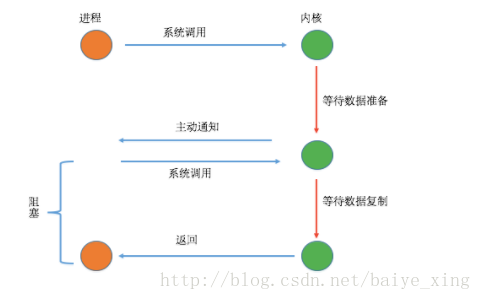 进程
内核
系统调用
等待数据准备
主动通知
系统调用
阻塞
等待数据复制
返回
http://blog.csdn.net/baiye_xing